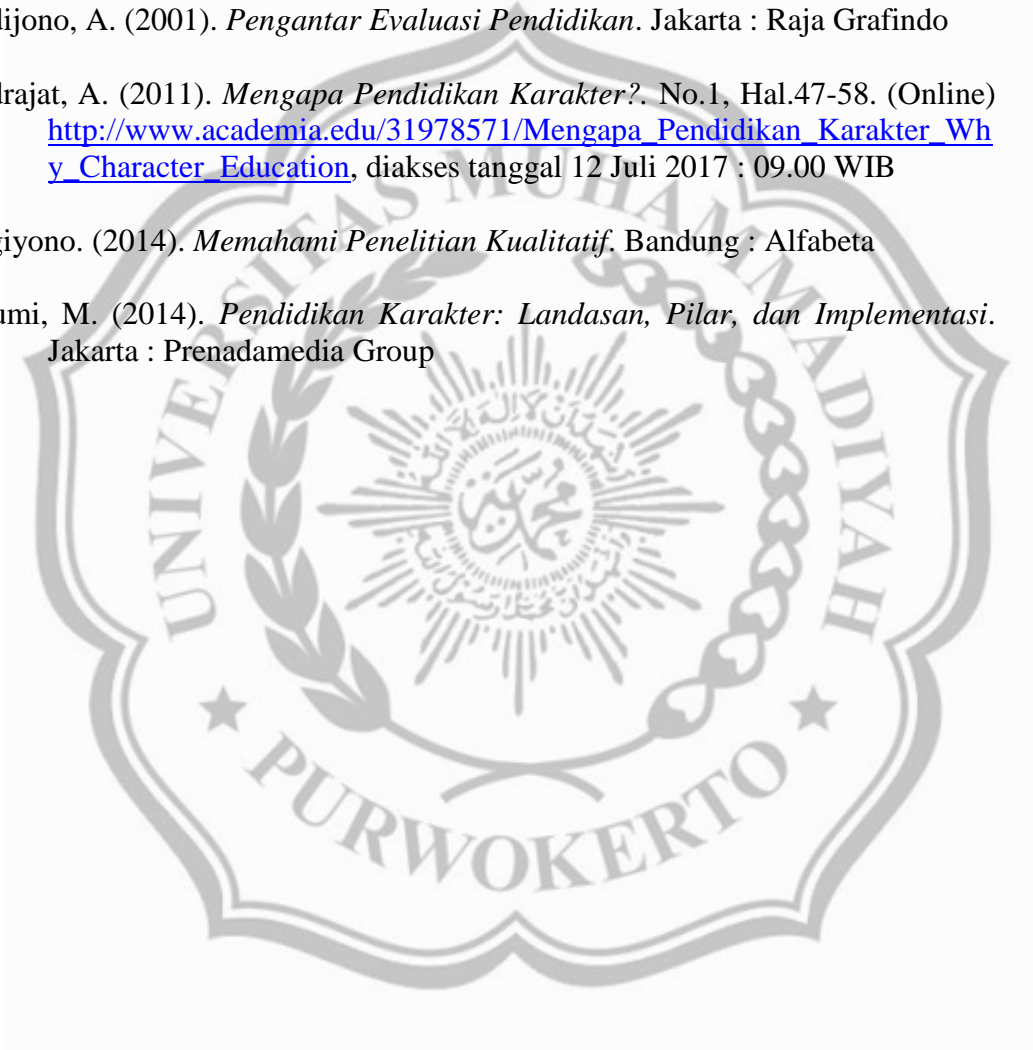 dijono, A. (2001). Pengantar Evaluasi Pendidikan. Jakarta : Raja Grafindo
drajat, A. (2011). Mengapa Pendidikan Karakter?. No.1, Hal.47-58. (Online)
http://www.academia.edu/31978571/Mengapa_Pendidikan_Karakter_Wh
y_Character_Education, diakses tanggal 12 Juli 2017 : 09.00 WIB
giyono. (2014). Memahami Penelitian Kualitatif. Bandung : Alfabeta
umi, M. (2014). Pendidikan Karakter: Landasan, Pilar, dan Implementasi.
Jakarta : Prenadamedia Group
UNIVERSITAS MUHAMMADIYAH
PURWOKERTO